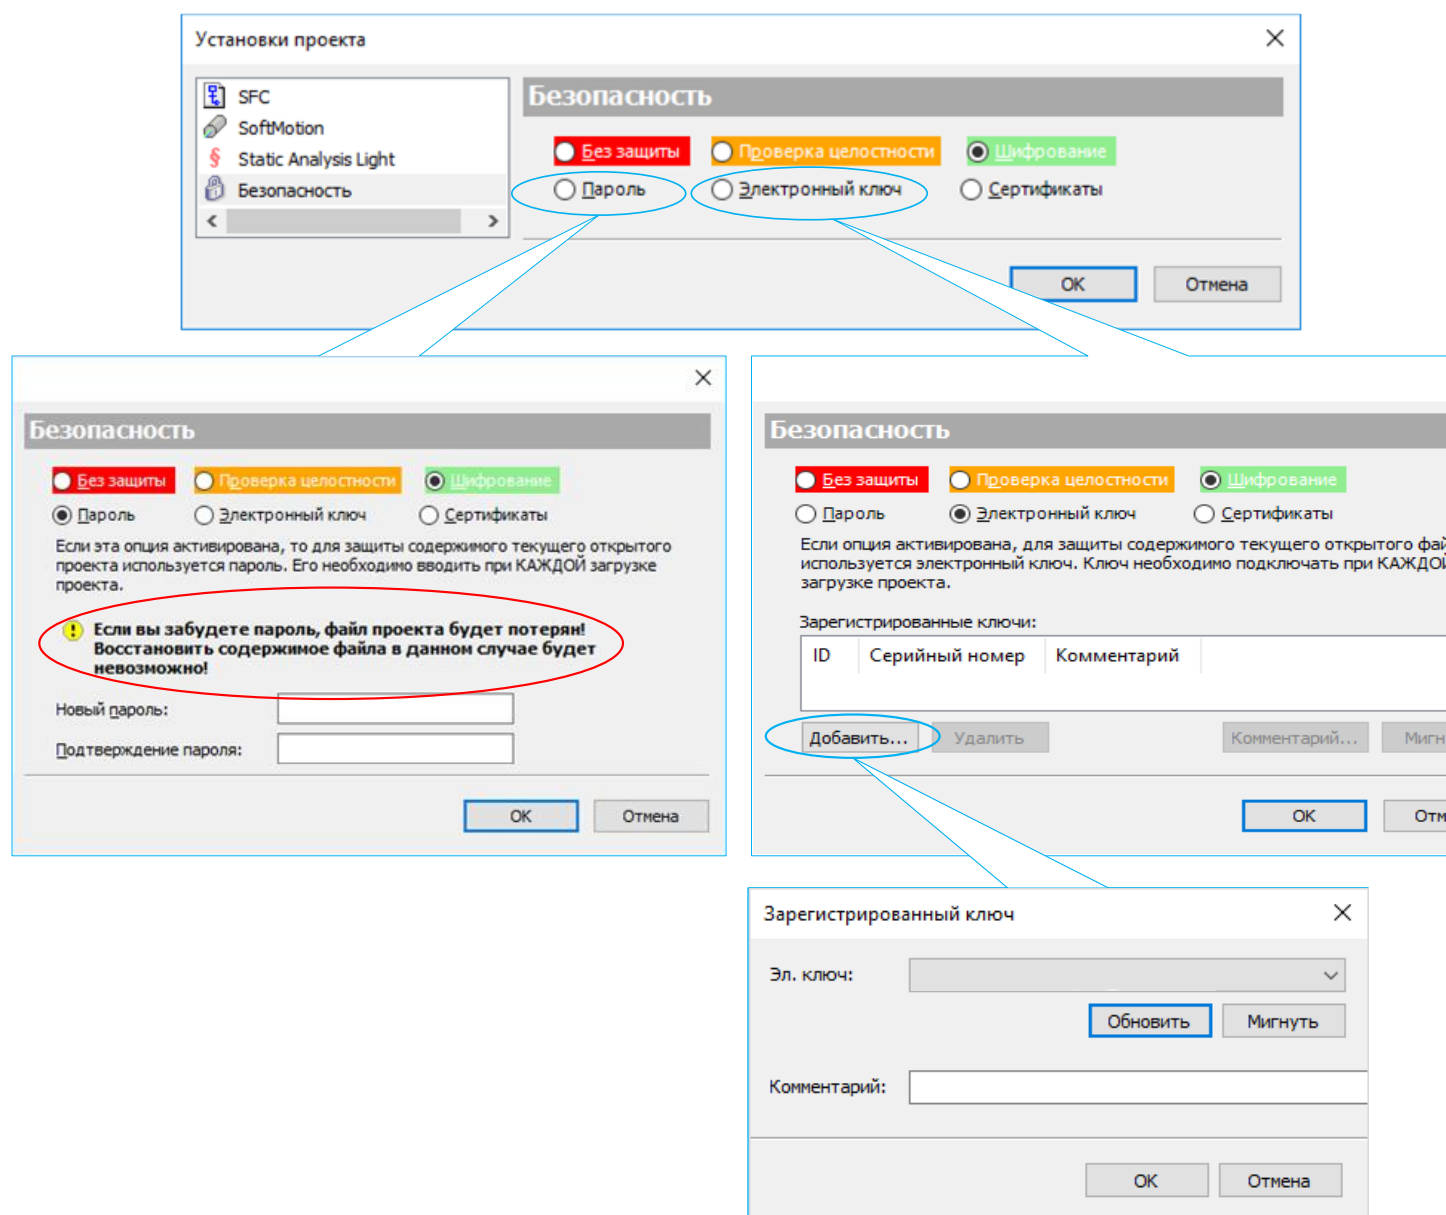 Установки проекта
SFC
SoftMotion
Static Analysis Light
Безопасность
Безопасность
Без защиты Проверка целостности Шифрование
Пароль Электронный ключ Сертификаты
OK Отмена
Безопасность
Без защиты Проверка целостности Шифрование
Пароль Электронный ключ Сертификаты
Если эта опция активирована, то для защиты содержимого текущего открытого
проекта используется пароль. Его необходимо вводить при КАЖДОЙ загрузке
проекта.
Если вы забудете пароль, файл проекта будет потерян!
Восстановить содержимое файла в данном случае будет
невозможно!
Новый пароль:
Подтверждение пароля:
OK Отмена
Безопасность
Без защиты Проверка целостности Шифрование
Пароль Электронный ключ Сертификаты
Если опция активирована, для защиты содержимого текущего открытого фай
используется электронный ключ. Ключ необходимо подключать при КАЖДОЙ
загрузке проекта.
Зарегистрированные ключи:
ID Серийный номер Комментарий
Добавить... Удалить Комментарий... Мигн
OK Отм
Зарегистрированный ключ
Эл. ключ:
Обновить Мигнуть
Комментарий:
OK Отмена